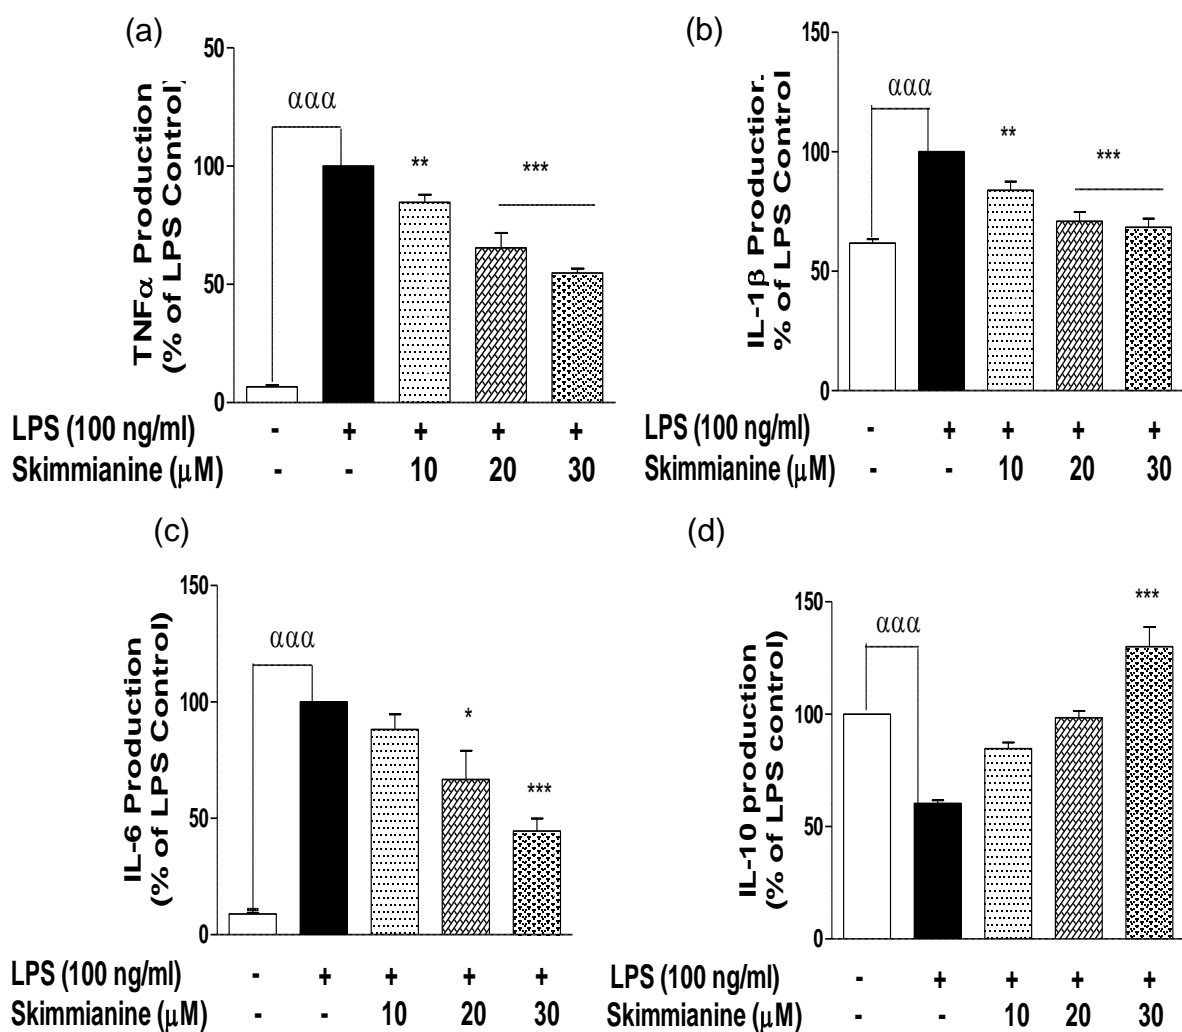 (a)
TNFα Production
(% of LPS Control)
50
100
50
0
ααα
**
***
LPS (100 ng/ml) - + + + +
Skimmianine (μM) - - 10 20 30
(b)
IL-1β Production
% of LPS Control
150
100
50
0
ααα
**
***
LPS (100 ng/ml) - + + + +
Skimmianine (μM) - - 10 20 30
(c)
IL-6 Production
(% of LPS Control)
150
100
50
0
ααα
*
***
LPS (100 ng/ml) - + + + +
Skimmianine (μM) - - 10 20 30
(d)
IL-10 production
(% of LPS control)
150
100
50
0
ααα
***
LPS (100 ng/ml) - + + + +
Skimmianine (μM) - - 10 20 30